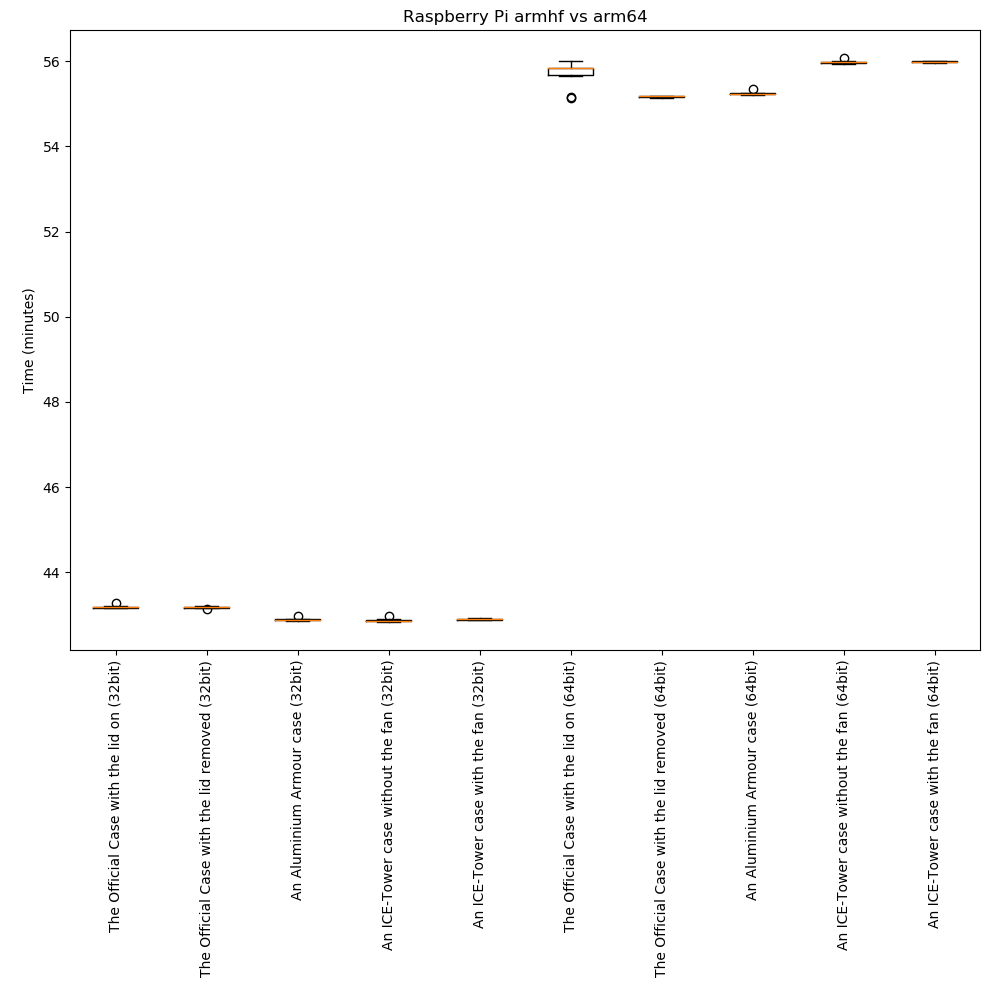 Raspberry Pi armhf vs arm64
Time (minutes)
56
54
52
50
48
46
44
The Official Case with the lid on (32bit)
The Official Case with the lid removed (32bit)
An Aluminium Armour case (32bit)
An ICE-Tower case without the fan (32bit)
An ICE-Tower case with the fan (32bit)
The Official Case with the lid on (64bit)
The Official Case with the lid removed (64bit)
An Aluminium Armour case (64bit)
An ICE-Tower case without the fan (64bit)
An ICE-Tower case with the fan (64bit)